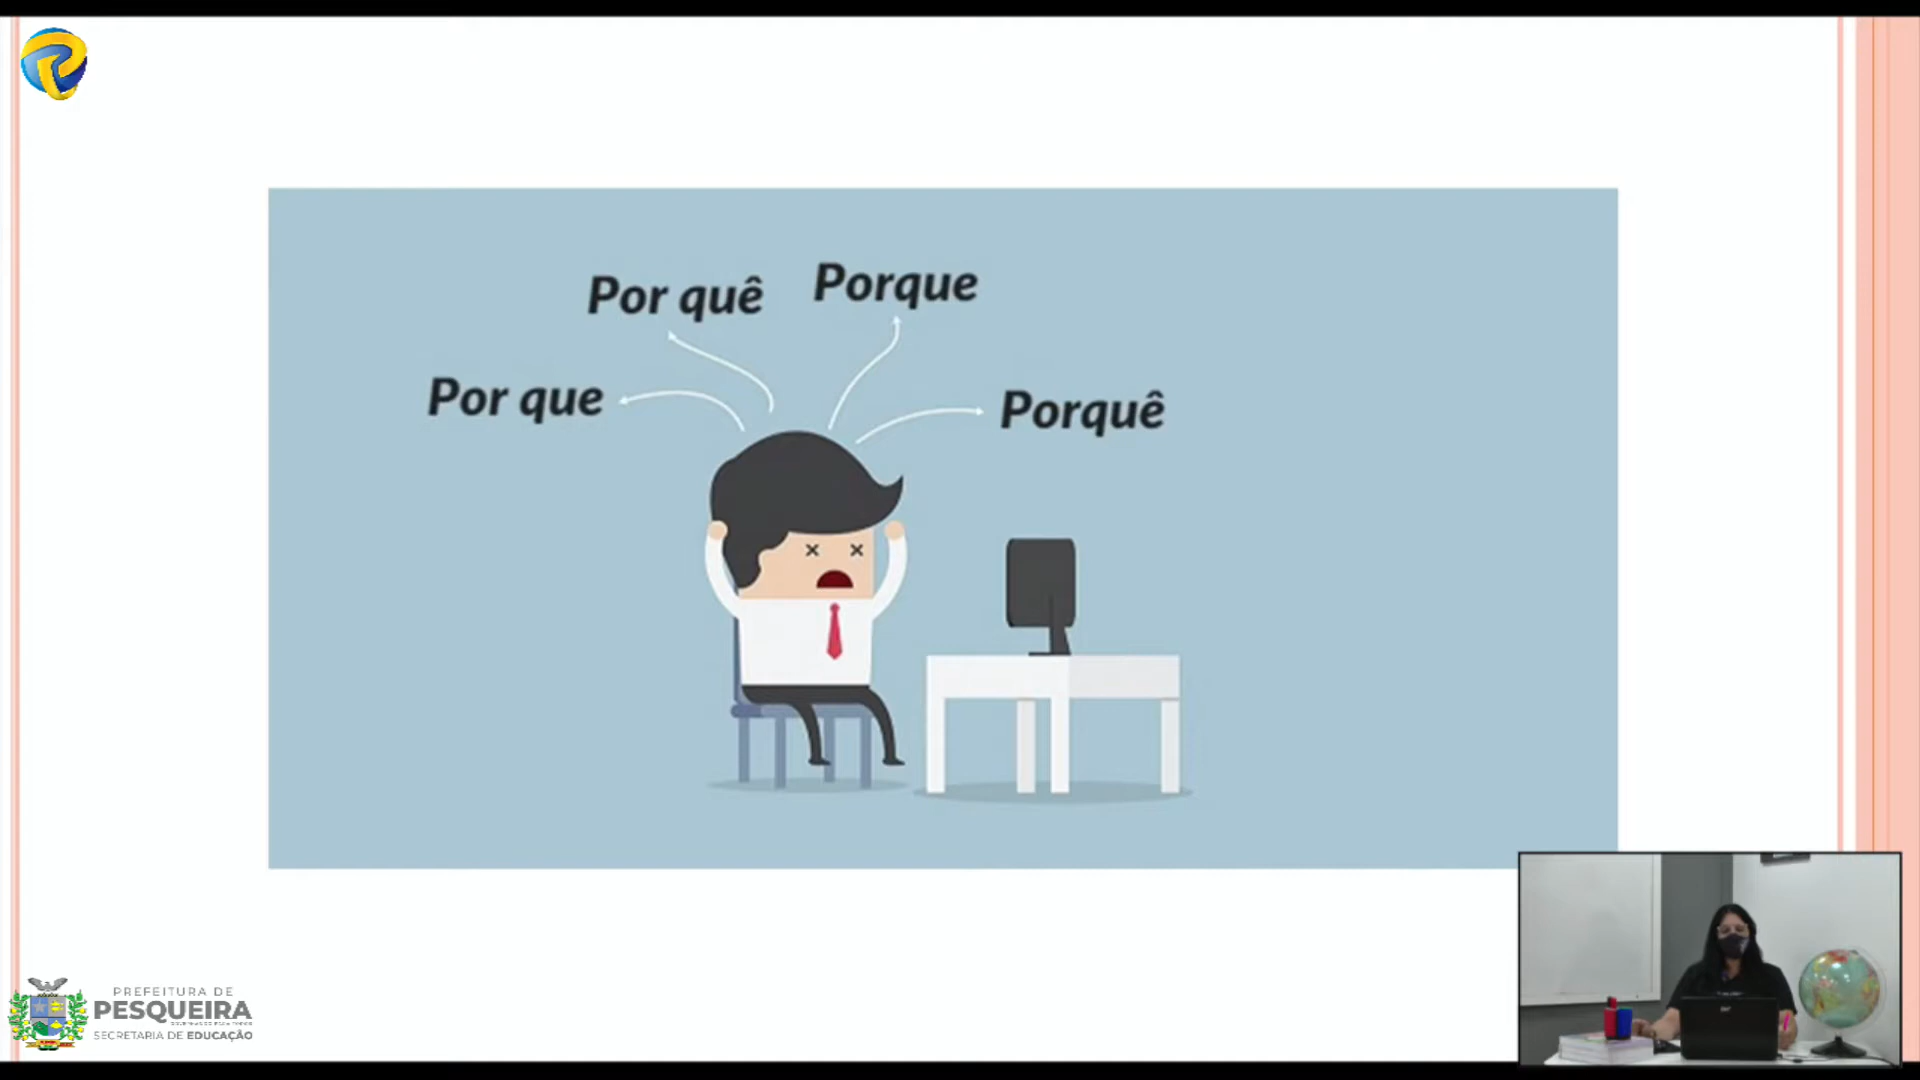 Por quê
Porque
Por que
Porquê
PREFEITURA DE
PESQUEIRA
SECRETARIA DE EDUCAÇÃO